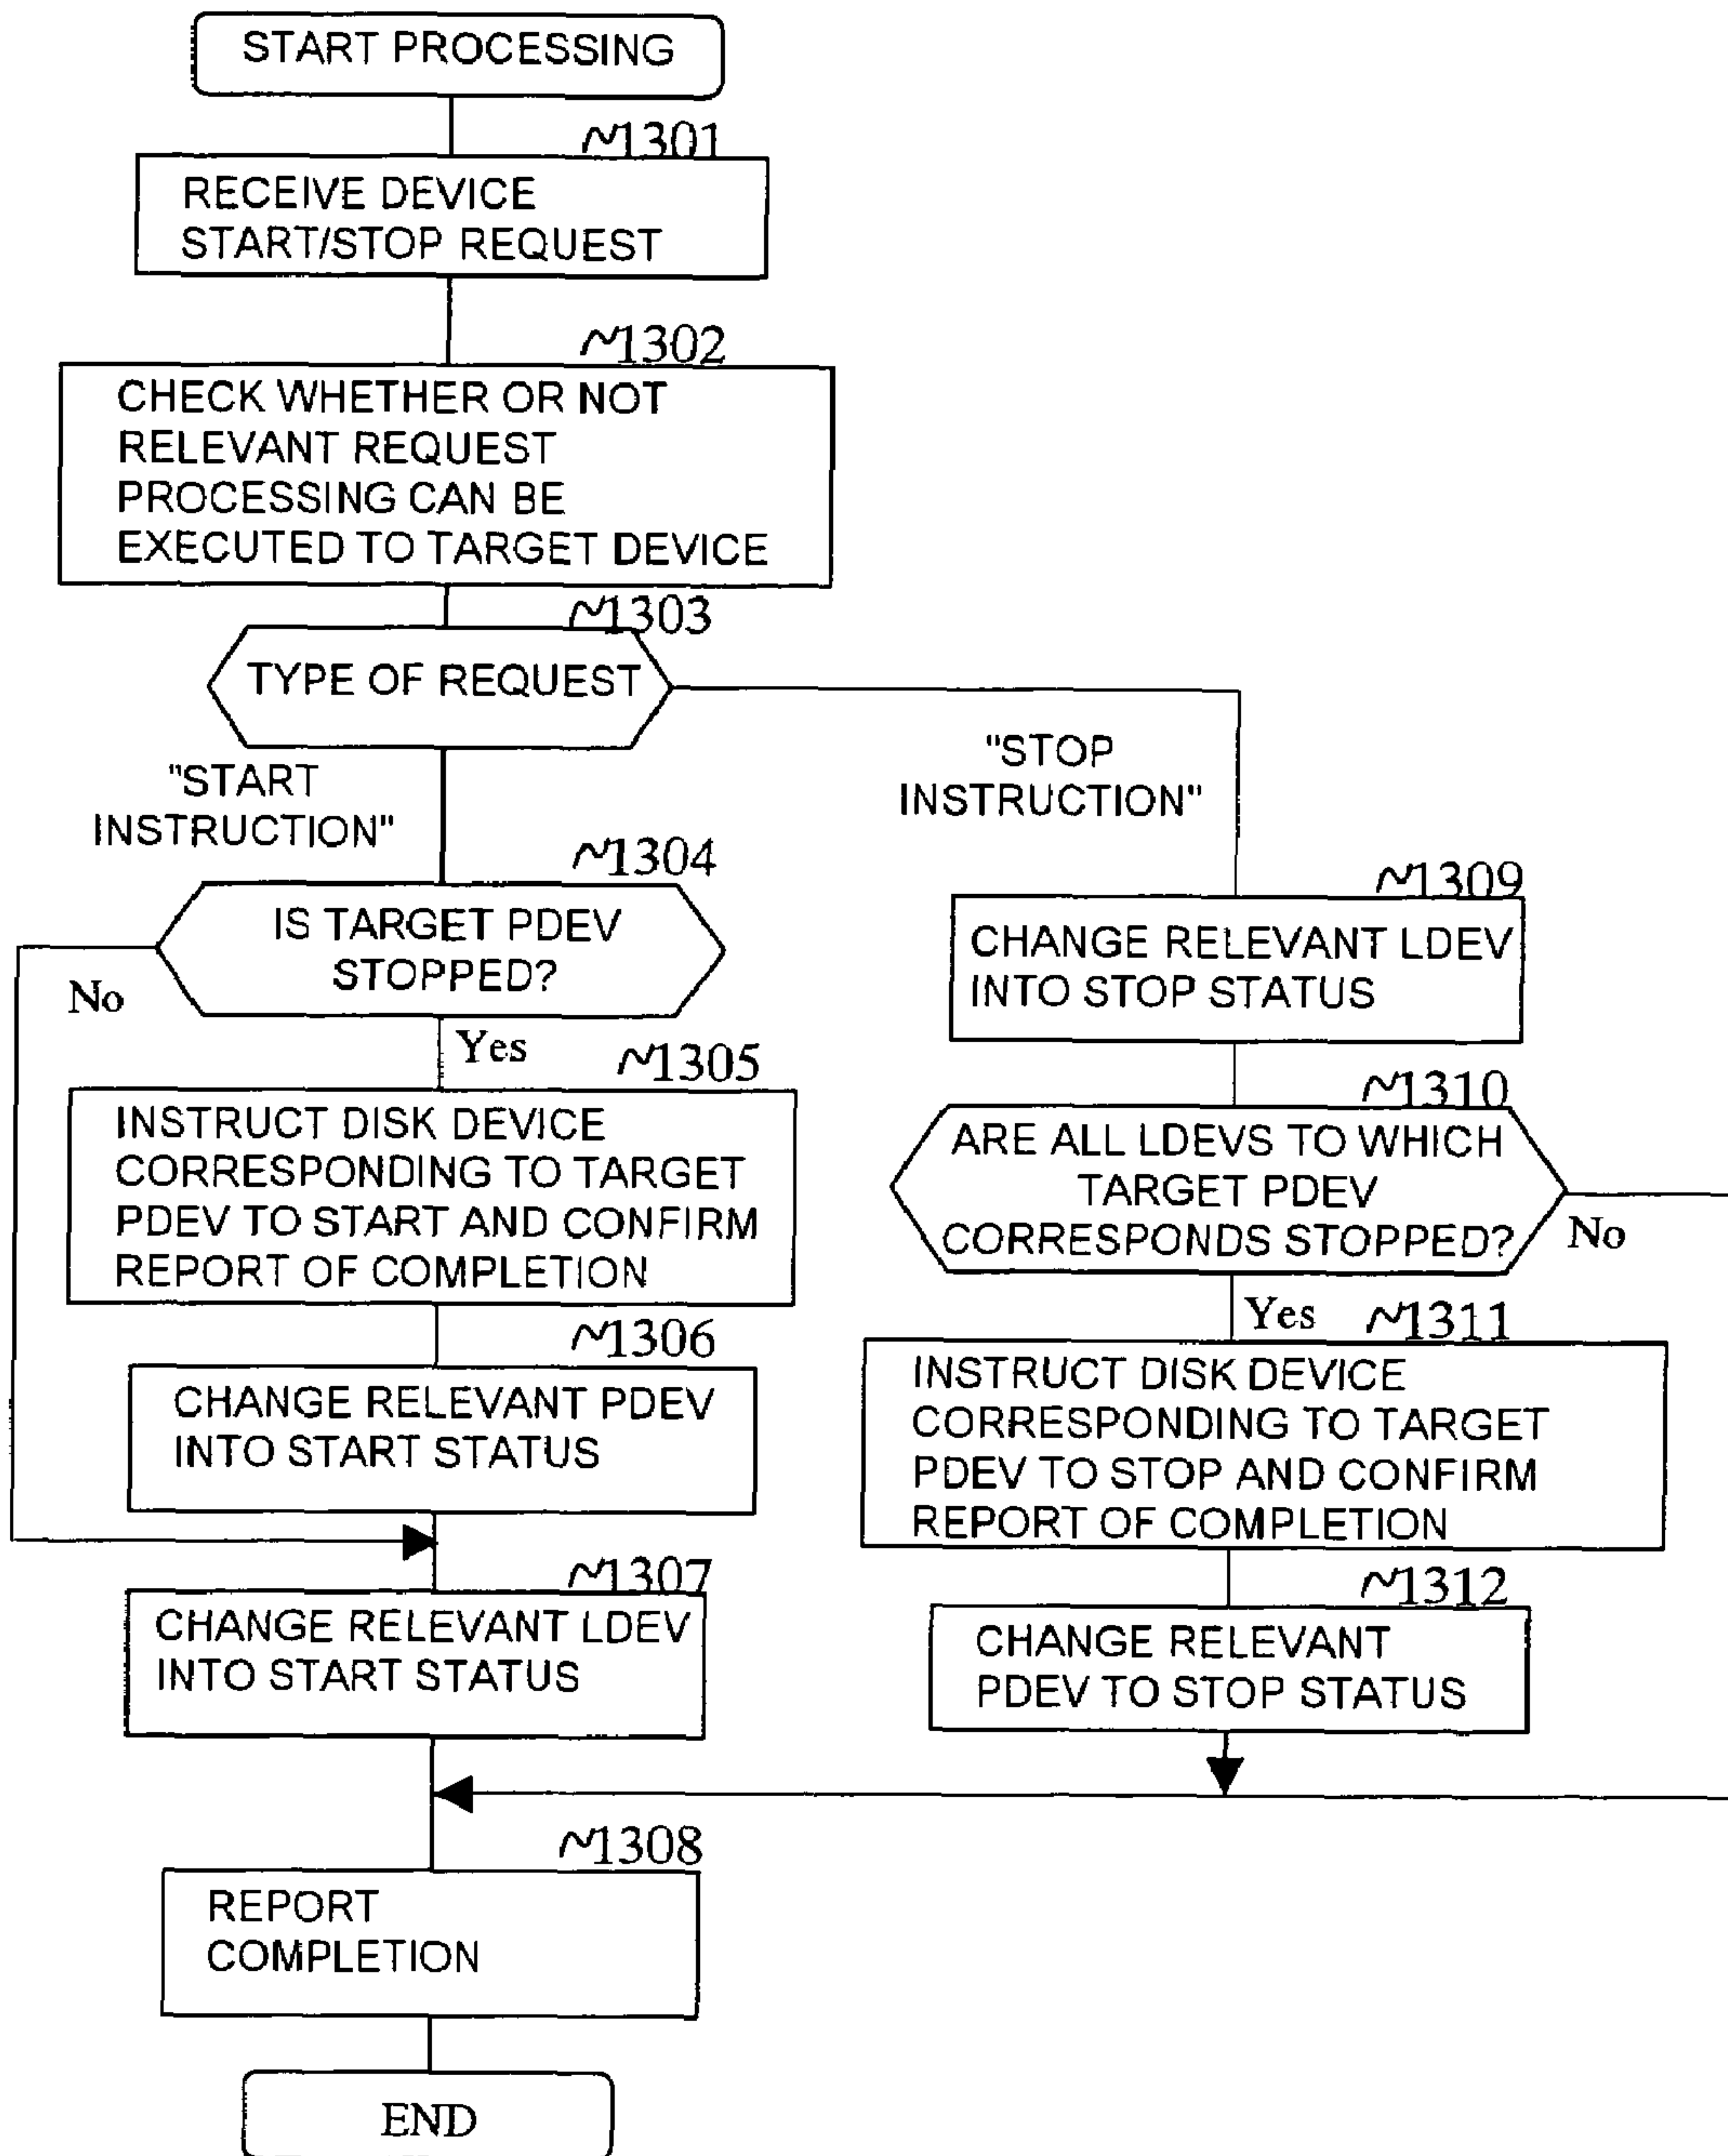 START PROCESSING
~1301
RECEIVE DEVICE
START/STOP REQUEST
~1302
CHECK WHETHER OR NOT
RELEVANT REQUEST
PROCESSING CAN BE
EXECUTED TO TARGET DEVICE
~1303
TYPE OF REQUEST
"START
INSTRUCTION"
~1304
IS TARGET PDEV
STOPPED?
No
Yes
~1305
INSTRUCT DISK DEVICE
CORRESPONDING TO TARGET
PDEV TO START AND CONFIRM
REPORT OF COMPLETION
~1306
CHANGE RELEVANT PDEV
INTO START STATUS
~1307
CHANGE RELEVANT LDEV
INTO START STATUS
"STOP
INSTRUCTION"
~1309
CHANGE RELEVANT LDEV
INTO STOP STATUS
~1310
ARE ALL LDEVS TO WHICH
TARGET PDEV
CORRESPONDS STOPPED?
No
Yes
~1311
INSTRUCT DISK DEVICE
CORRESPONDING TO TARGET
PDEV TO STOP AND CONFIRM
REPORT OF COMPLETION
~1312
CHANGE RELEVANT
PDEV TO STOP STATUS
~1308
REPORT
COMPLETION
END